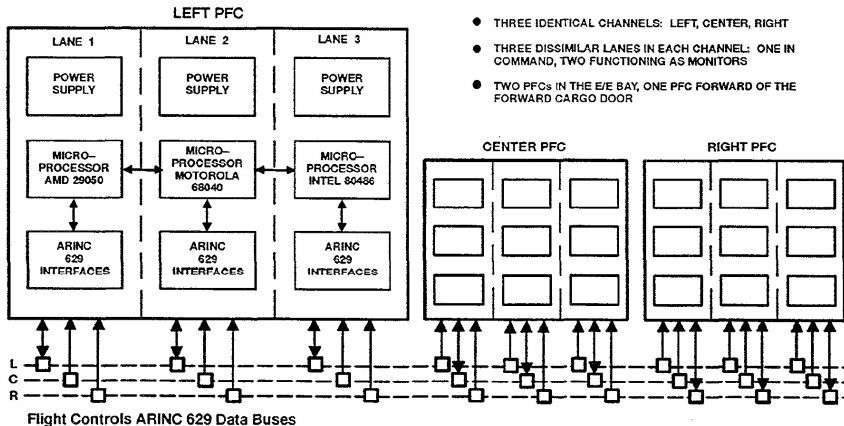 LEFT PFC
LANE 1
LANE 2
LANE 3
POWER
SUPPLY
POWER
SUPPLY
POWER
SUPPLY
MICRO–
PROCESSOR
AMD 29050
MICRO–
PROCESSOR
MOTOROLA
68040
MICRO–
PROCESSOR
INTEL 80486
ARINC
629
INTERFACES
ARINC
629
INTERFACES
ARINC
629
INTERFACES
● THREE IDENTICAL CHANNELS: LEFT, CENTER, RIGHT
● THREE DISSIMILAR LANES IN EACH CHANNEL: ONE IN
COMMAND, TWO FUNCTIONING AS MONITORS
● TWO PFCs IN THE E/E BAY, ONE PFC FORWARD OF THE
FORWARD CARGO DOOR
CENTER PFC
RIGHT PFC
L
C
R
Flight Controls ARINC 629 Data Buses